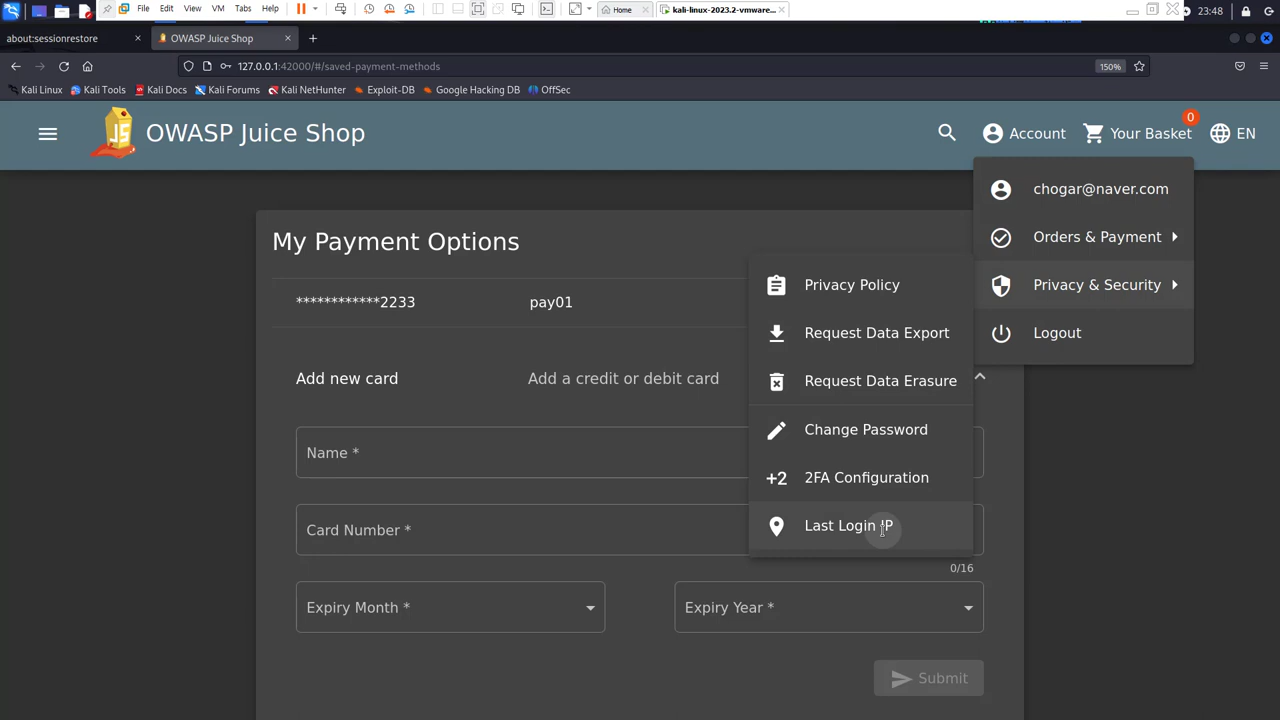 File Edit View VM Tabs Help
Home
kali-linux-2023.2-vmware...
23:48
about:sessionrestore
OWASP Juice Shop
127.0.0.1:42000/#/saved-payment-methods
150%
Kali Linux Kali Tools Kali Docs Kali Forums Kali NetHunter Exploit-DB Google Hacking DB OffSec
OWASP Juice Shop
Account
Your Basket
0
EN
chogar@naver.com
Orders & Payment
Privacy & Security
Logout
Privacy Policy
Request Data Export
Request Data Erasure
Change Password
+2 2FA Configuration
Last Login IP
My Payment Options
************2233 pay01
Add new card Add a credit or debit card
Name *
Card Number *
0/16
Expiry Month * Expiry Year *
Submit